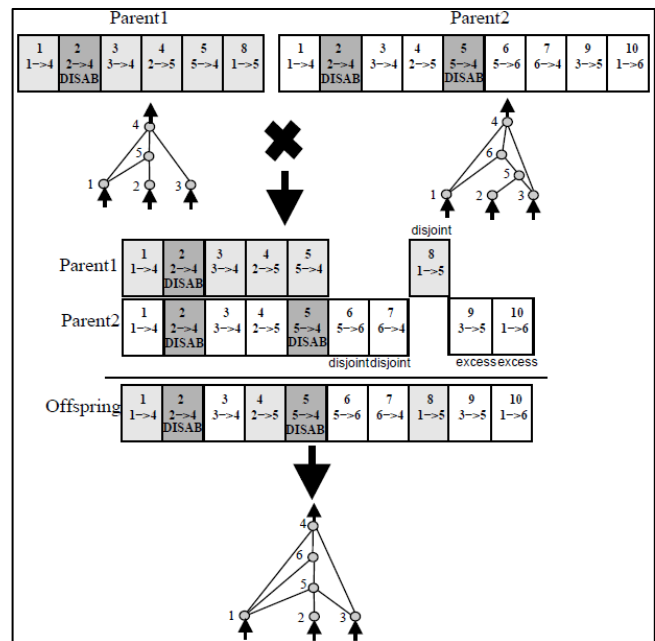 Parent1 Parent2
1 2 3 4 5 8 1 2 3 4 5 6 7 9 10
1->4 2->4 3->4 2->5 5->4 1->5 1->4 2->4 3->4 2->5 5->4 5->6 6->4 3->5 1->6
DISAB DISAB DISAB
4 4
5 6
5
1 2 3 1 2 3
disjoint
Parent1 1 2 3 4 5 8
1->4 2->4 3->4 2->5 5->4 1->5
DISAB
Parent2 1 2 3 4 5 6 7 9 10
1->4 2->4 3->4 2->5 5->4 5->6 6->4 3->5 1->6
DISAB DISAB
disjoint disjoint excess excess
Offspring 1 2 3 4 5 6 7 8 9 10
1->4 2->4 3->4 2->5 5->4 5->6 6->4 1->5 3->5 1->6
DISAB DISAB
4
6
5
1 2 3